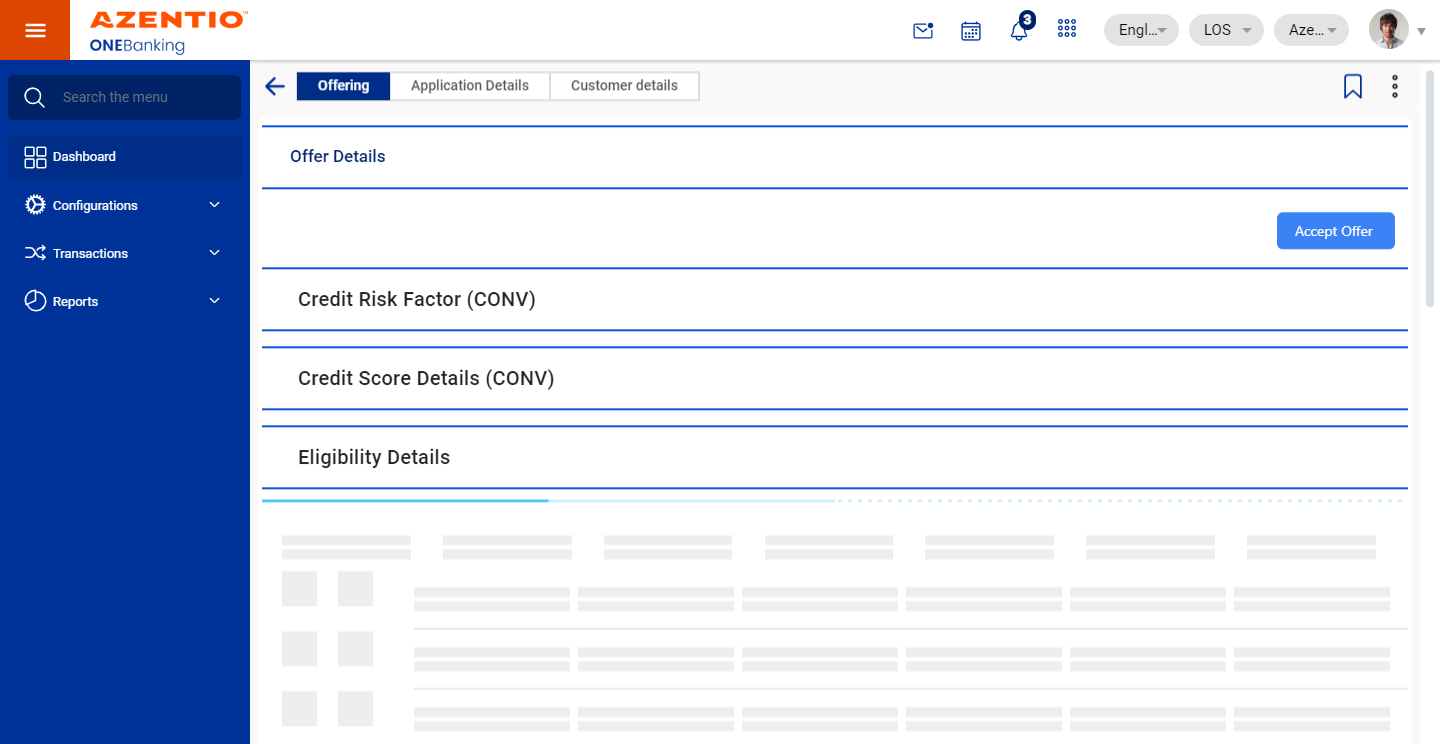 AZENTIO™
ONEBanking
3
Engl...
LOS
Aze...
Search the menu
Dashboard
Configurations
Transactions
Reports
Offering
Application Details
Customer details
Offer Details
Accept Offer
Credit Risk Factor (CONV)
Credit Score Details (CONV)
Eligibility Details